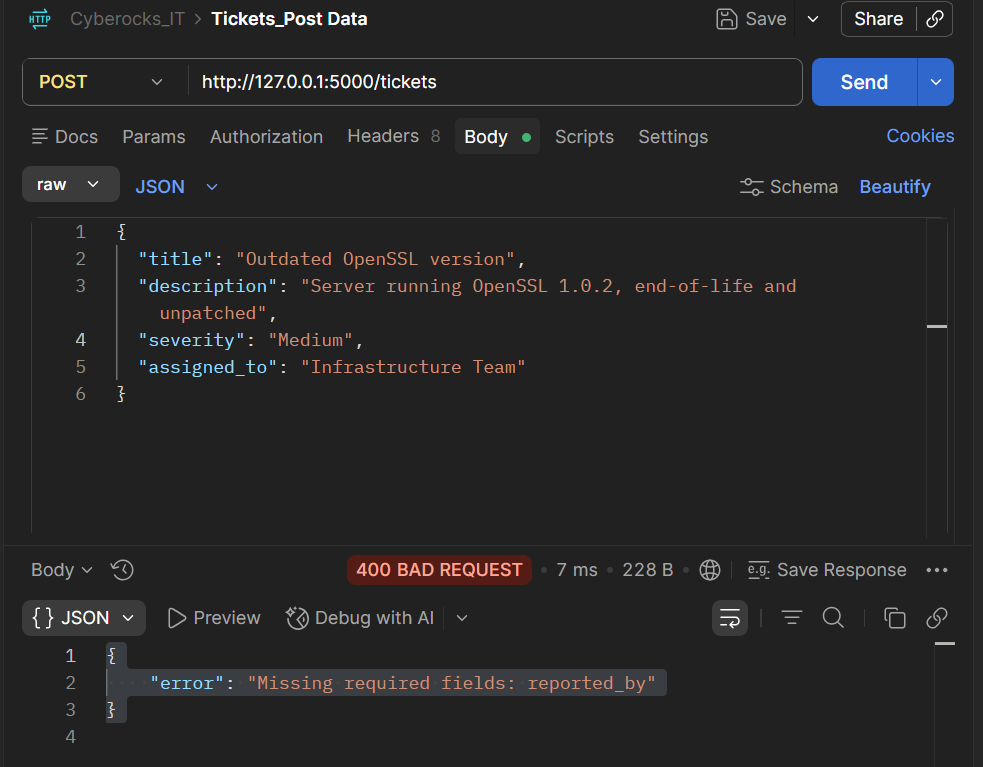 HTTP Cyberocks_IT > Tickets_Post Data Save Share
POST http://127.0.0.1:5000/tickets Send
Docs Params Authorization Headers 8 Body Scripts Settings Cookies
raw JSON Schema Beautify
1 {
2 "title": "Outdated OpenSSL version",
3 "description": "Server running OpenSSL 1.0.2, end-of-life and
unpatched",
4 "severity": "Medium",
5 "assigned_to": "Infrastructure Team"
6 }
Body 400 BAD REQUEST • 7 ms • 228 B • e.g. Save Response
{} JSON Preview Debug with AI
1 {
2 "error": "Missing required fields: reported_by"
3 }
4